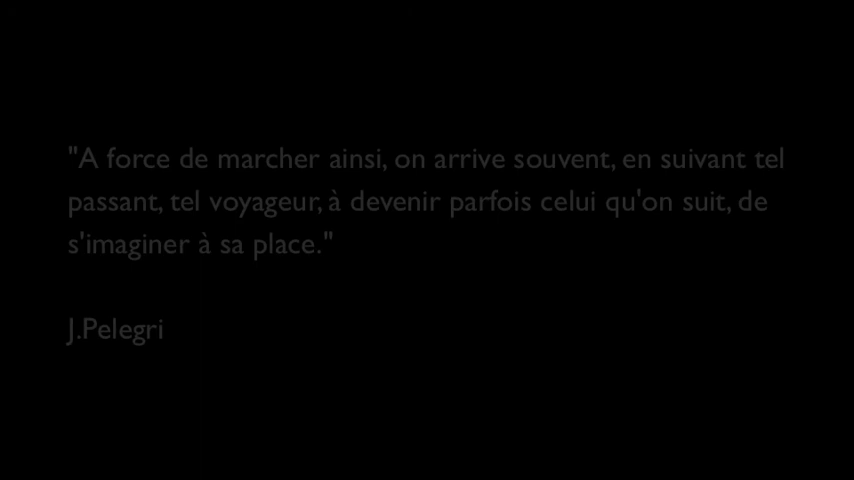 "A force de marcher ainsi, on arrive souvent, en suivant tel
passant, tel voyageur, à devenir parfois celui qu'on suit, de
s'imaginer à sa place."
J.Pelegri